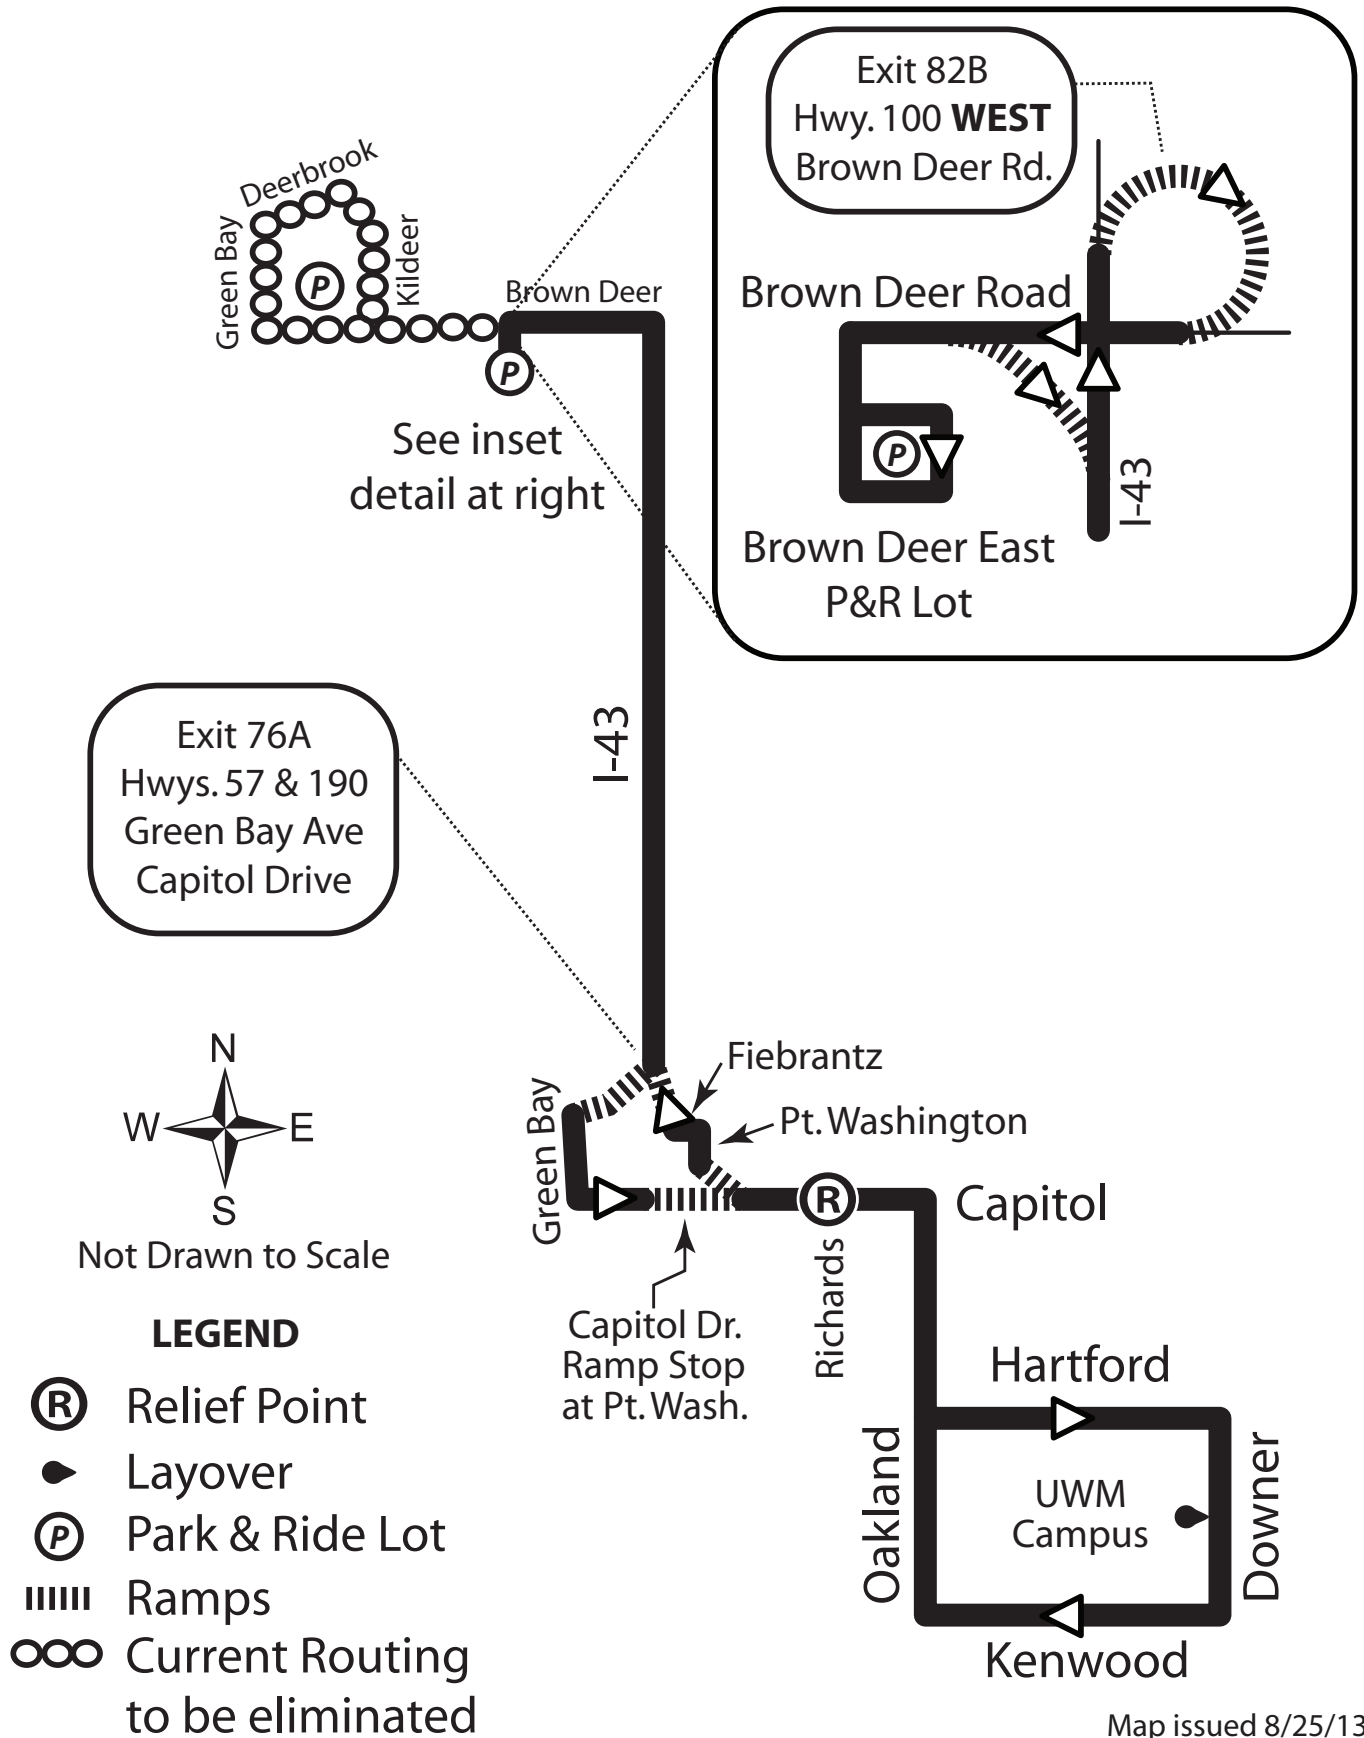 Exit 82B
Hwy. 100 WEST
Brown Deer Rd.
Deerbrook
Green Bay
Kildeer
P
Brown Deer
P
See inset
detail at right
Brown Deer Road
P
I-43
Brown Deer East
P&R Lot
I-43
Exit 76A
Hwys. 57 & 190
Green Bay Ave
Capitol Drive
N
W E
S
Not Drawn to Scale
Fiebrantz
Pt. Washington
Green Bay
R
Capitol
Richards
Capitol Dr.
Ramp Stop
at Pt. Wash.
Hartford
Oakland
UWM
Campus
Downer
Kenwood
LEGEND
R Relief Point
Layover
P Park & Ride Lot
Ramps
Current Routing
to be eliminated
Map issued 8/25/13